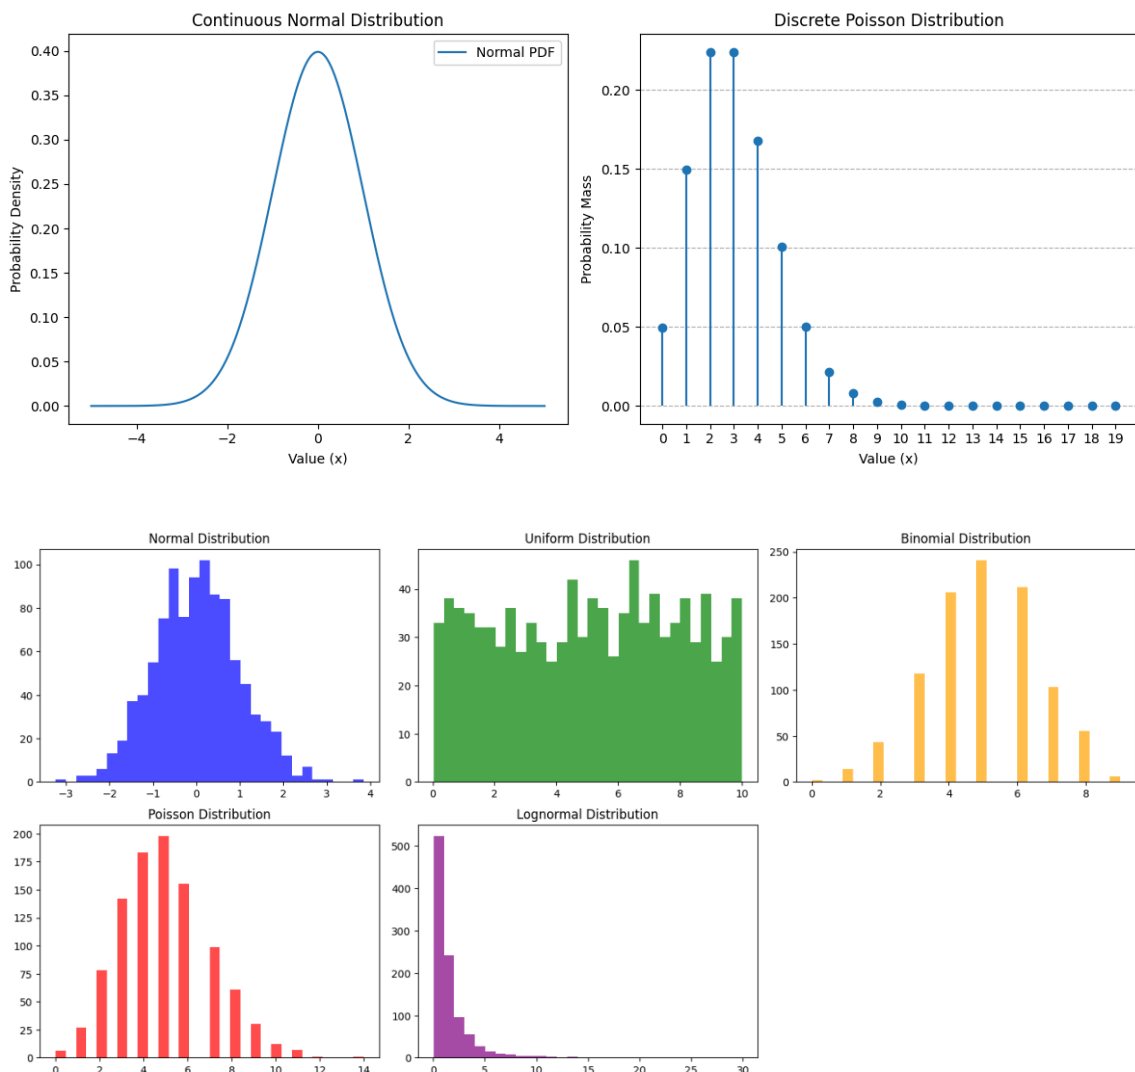 Continuous Normal Distribution
Normal PDF
Probability Density
0.40
0.35
0.30
0.25
0.20
0.15
0.10
0.05
0.00
−4 −2 0 2 4
Value (x)
Discrete Poisson Distribution
Probability Mass
0.20
0.15
0.10
0.05
0.00
0 1 2 3 4 5 6 7 8 9 10 11 12 13 14 15 16 17 18 19
Value (x)
Normal Distribution
100
80
60
40
20
0
−3 −2 −1 0 1 2 3 4
Uniform Distribution
40
30
20
10
0
0 2 4 6 8 10
Binomial Distribution
250
200
150
100
50
0
0 2 4 6 8
Poisson Distribution
200
175
150
125
100
75
50
25
0
0 2 4 6 8 10 12 14
Lognormal Distribution
500
400
300
200
100
0
0 5 10 15 20 25 30